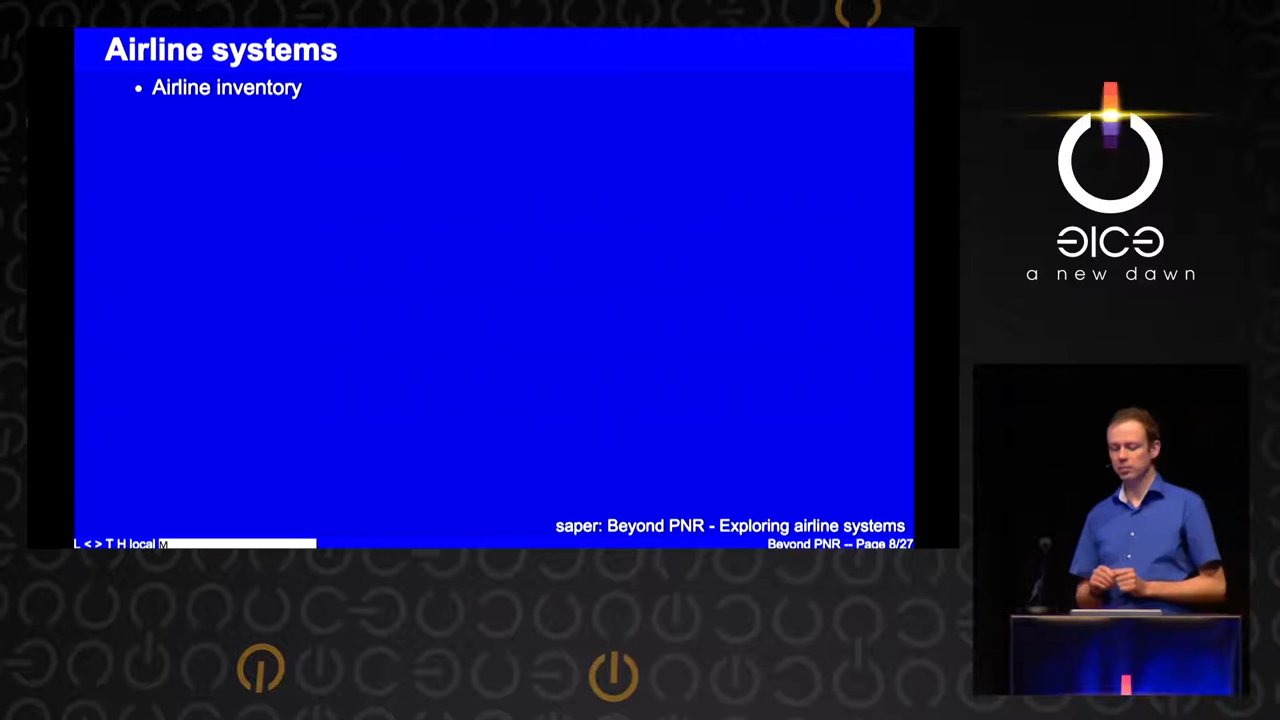 Airline systems
• Airline inventory
saper: Beyond PNR - Exploring airline systems
L < > T H local M
Beyond PNR -- Page 8/27
a new dawn